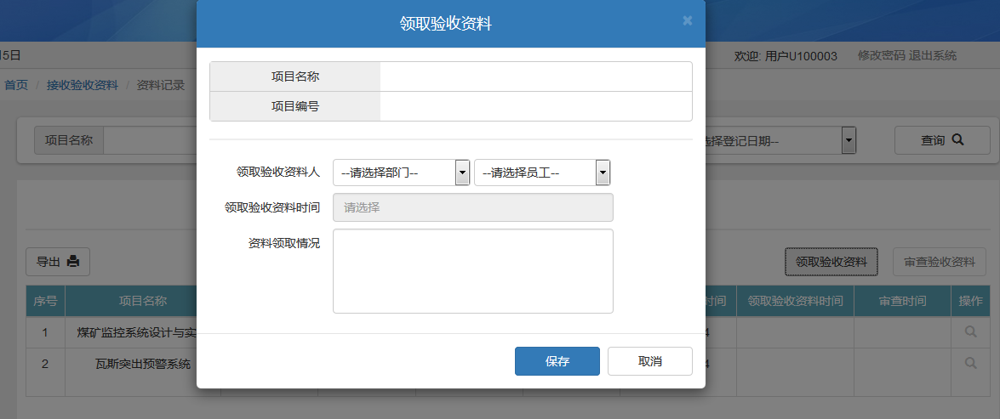 领取验收资料 ×
5日
欢迎: 用户U100003 修改密码 退出系统
首页 / 接收验收资料 / 资料记录
项目名称
项目编号
项目名称
选择登记日期--
查询
领取验收资料人 --请选择部门-- --请选择员工--
领取验收资料时间 请选择
资料领取情况
导出
领取验收资料 审查验收资料
序号 项目名称 时间 领取验收资料时间 审查时间 操作
1 煤矿监控系统设计与实 4
2 瓦斯突出预警系统 4
保存 取消